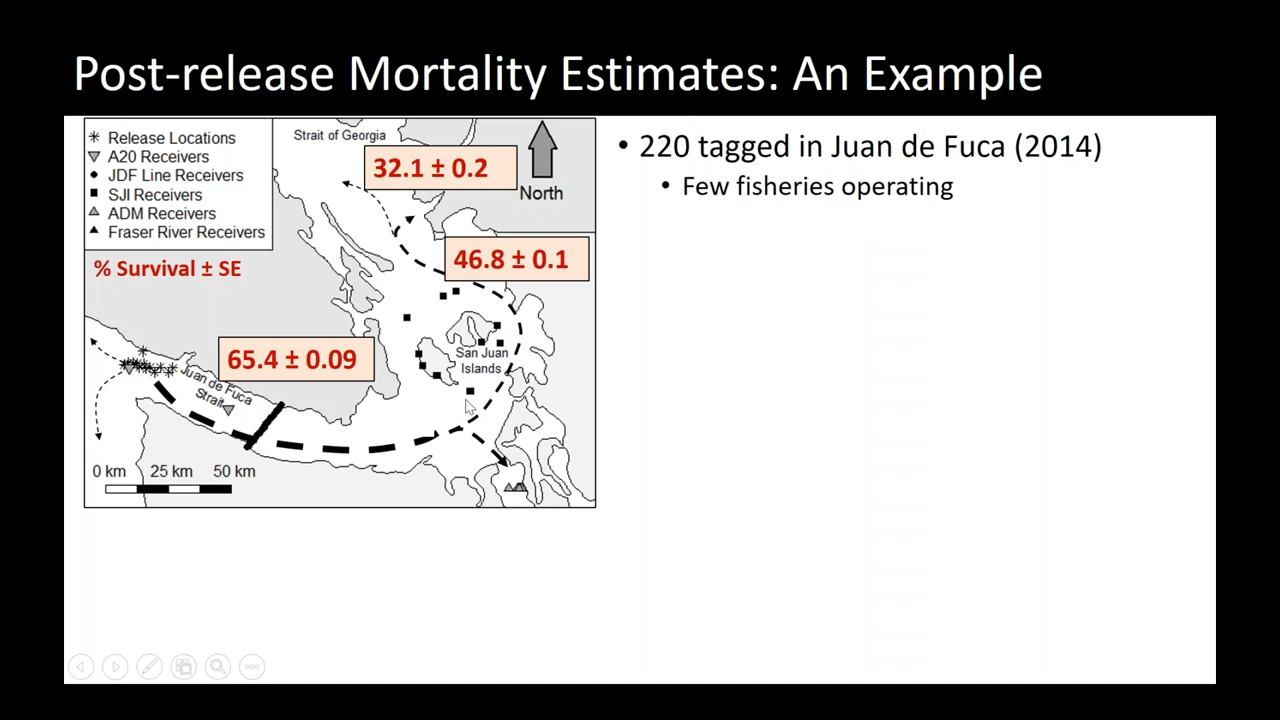 Post-release Mortality Estimates: An Example
Release Locations
A20 Receivers
JDF Line Receivers
SJI Receivers
ADM Receivers
Fraser River Receivers
% Survival ± SE
Strait of Georgia
32.1 ± 0.2
North
46.8 ± 0.1
65.4 ± 0.09
San Juan
Islands
Juan de Fuca
Strait
0 km 25 km 50 km
• 220 tagged in Juan de Fuca (2014)
• Few fisheries operating